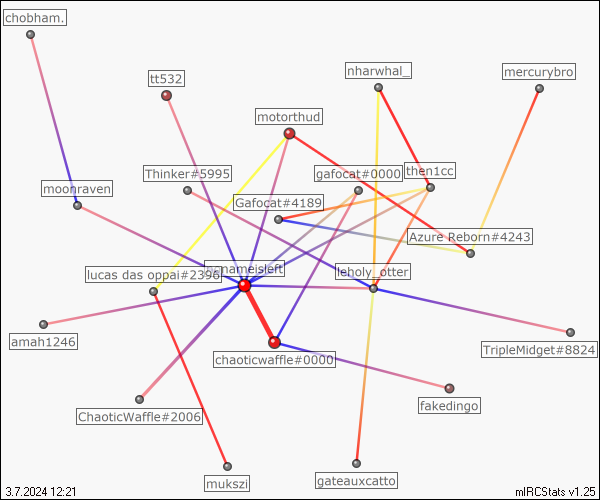 chobham.
nharwhal_
mercurybro
tt532
motorthud
Thinker#5995
gafocat#0000
then1cc
moonraven
Gafocat#4189
Azure Reborn#4243
lucas das oppai#2396
leholy_otter
amah1246
chaoticwaffle#0000
TripleMidget#8824
ChaoticWaffle#2006
fakedingo
mukszi
gateauxcatto
3.7.2024 12:21
mIRCStats v1.25